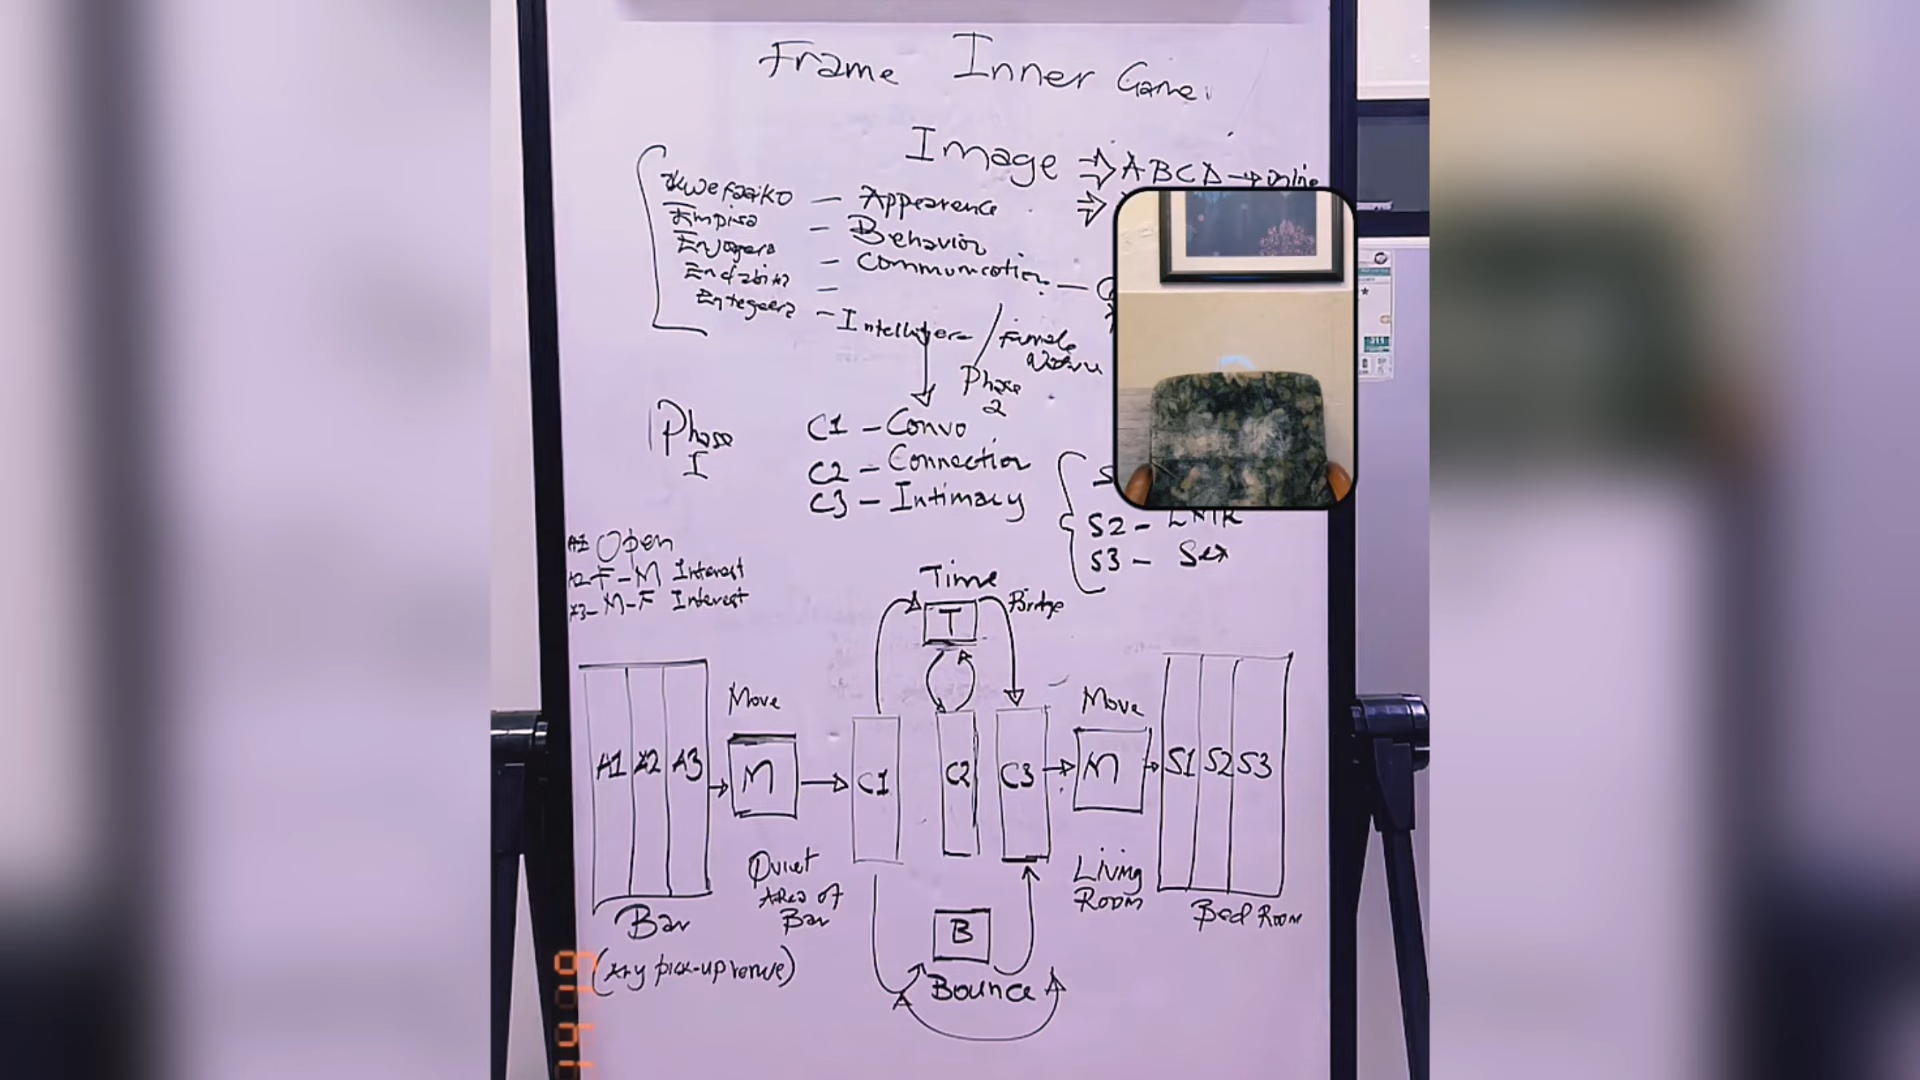 Frame Inner Game.
Image ⇒ A B C D → online
⇒
Empisa
— Appearence
— Behavior
— Communication —
—
— Intelligence / Female
Phase
2
Phase
I
C1 – Convo
C2 – Connection
C3 – Intimacy
S2 –
S3 – Sex
A1 Open
A2 F – M Interest
A3 – M – F Interest
Time
T
Bridge
Move
Move
A1 A2 A3
M
C1
C2
C3
M
S1 S2 S3
Quiet
Area of
Bar
Living
Room
Bar
Bed Room
(Any pick-up venue)
B
Bounce